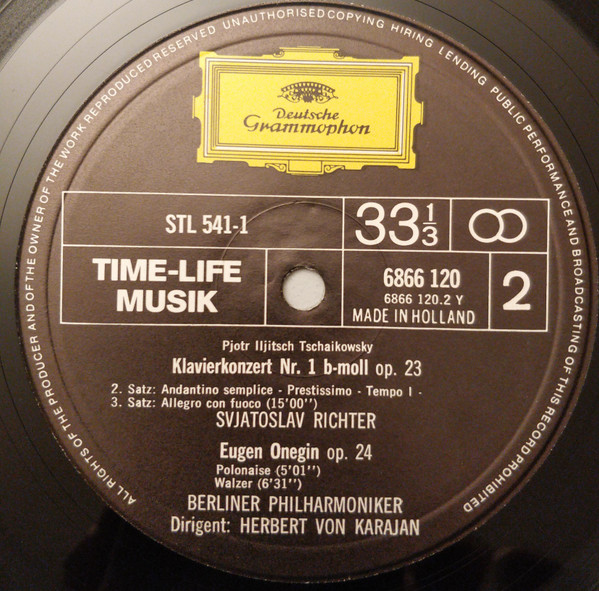 ALL RIGHTS OF THE PRODUCER AND OF THE OWNER OF THE WORK REPRODUCED RESERVED UNAUTHORISED COPYING HIRING LENDING PUBLIC PERFORMANCE AND BROADCASTING OF THIS RECORD PROHIBITED
Deutsche
Grammophon
STL 541-1
33 1/3
TIME-LIFE
MUSIK
6866 120
6866 120.2 Y
MADE IN HOLLAND
2
Pjotr Iljitsch Tschaikowsky
Klavierkonzert Nr. 1 b-moll op. 23
2. Satz: Andantino semplice - Prestissimo - Tempo I -
3. Satz: Allegro con fuoco (15'00'')
SVJATOSLAV RICHTER
Eugen Onegin op. 24
Polonaise (5'01'')
Walzer (6'31'')
BERLINER PHILHARMONIKER
Dirigent: HERBERT VON KARAJAN